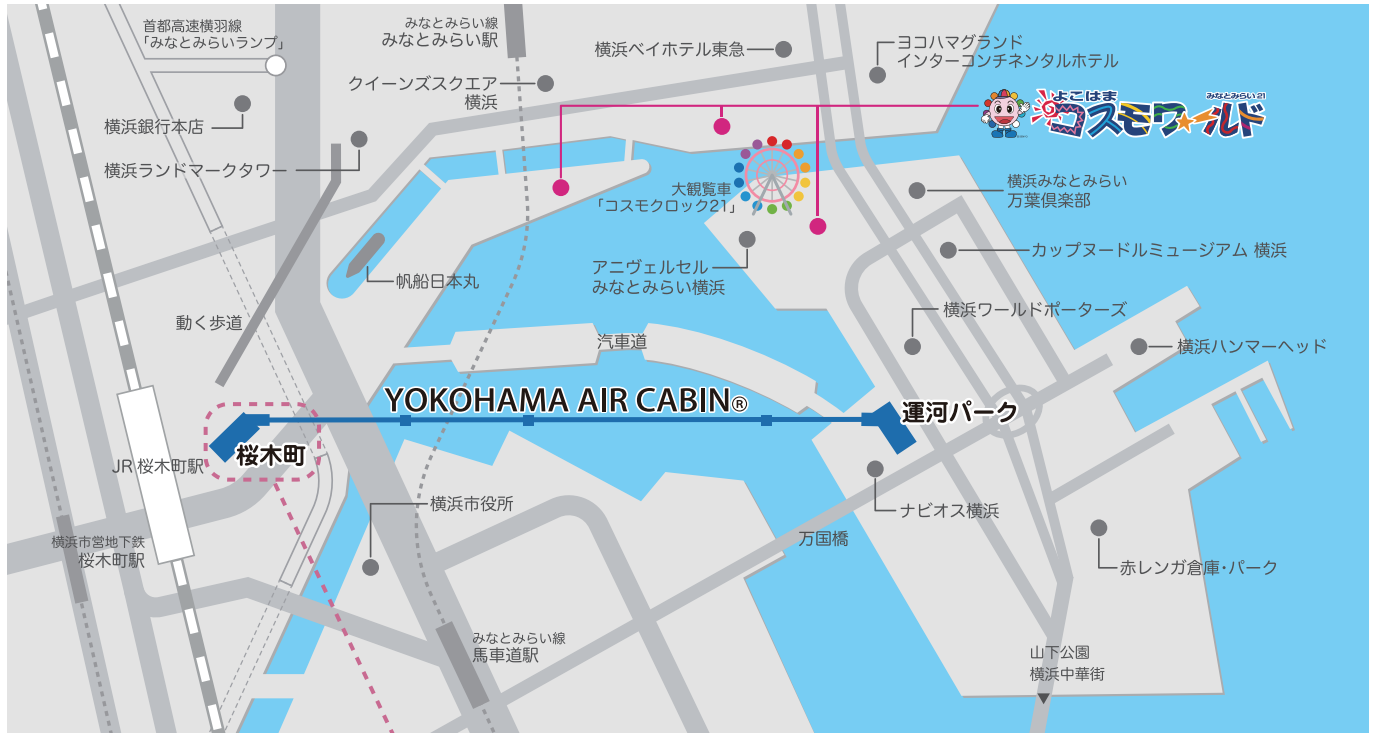 首都高速横羽線
「みなとみらいランプ」
みなとみらい線
みなとみらい駅
横浜ベイホテル東急
ヨコハマグランド
インターコンチネンタルホテル
クイーンズスクエア
横浜
よこはま
みなとみらい21
コスモワールド
横浜銀行本店
横浜ランドマークタワー
大観覧車
「コスモクロック21」
横浜みなとみらい
万葉倶楽部
カップヌードルミュージアム 横浜
アニヴェルセル
みなとみらい横浜
帆船日本丸
横浜ワールドポーターズ
動く歩道
汽車道
横浜ハンマーヘッド
YOKOHAMA AIR CABIN®
運河パーク
桜木町
JR 桜木町駅
横浜市役所
ナビオス横浜
万国橋
横浜市営地下鉄
桜木町駅
赤レンガ倉庫・パーク
みなとみらい線
馬車道駅
山下公園
横浜中華街